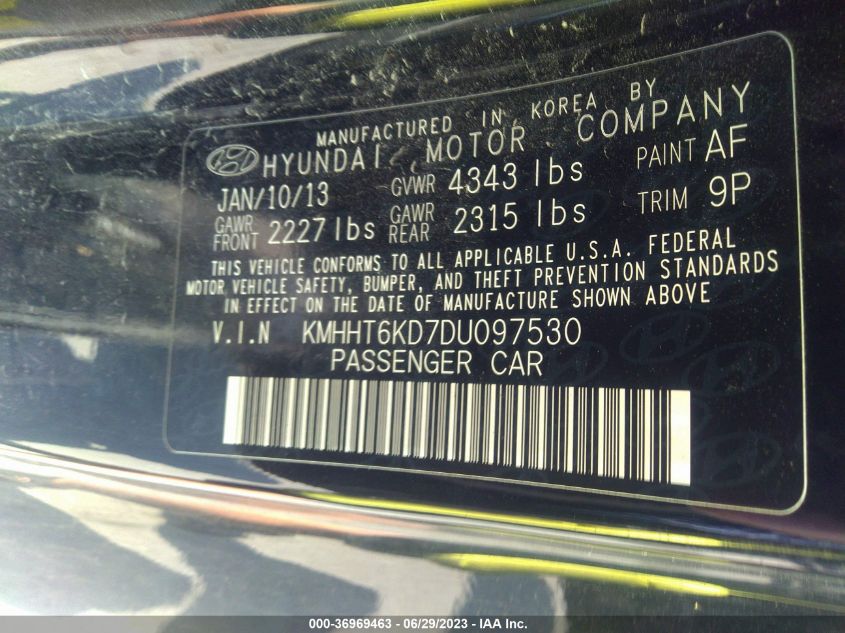 MANUFACTURED IN KOREA BY
HYUNDAI MOTOR COMPANY
JAN/10/13 GVWR 4343 lbs PAINT AF
GAWR FRONT 2227 lbs GAWR REAR 2315 lbs TRIM 9P
THIS VEHICLE CONFORMS TO ALL APPLICABLE U.S.A. FEDERAL
MOTOR VEHICLE SAFETY, BUMPER, AND THEFT PREVENTION STANDARDS
IN EFFECT ON THE DATE OF MANUFACTURE SHOWN ABOVE
V.I.N KMHHT6KD7DU097530
PASSENGER CAR
000-36969463 - 06/29/2023 - IAA Inc.